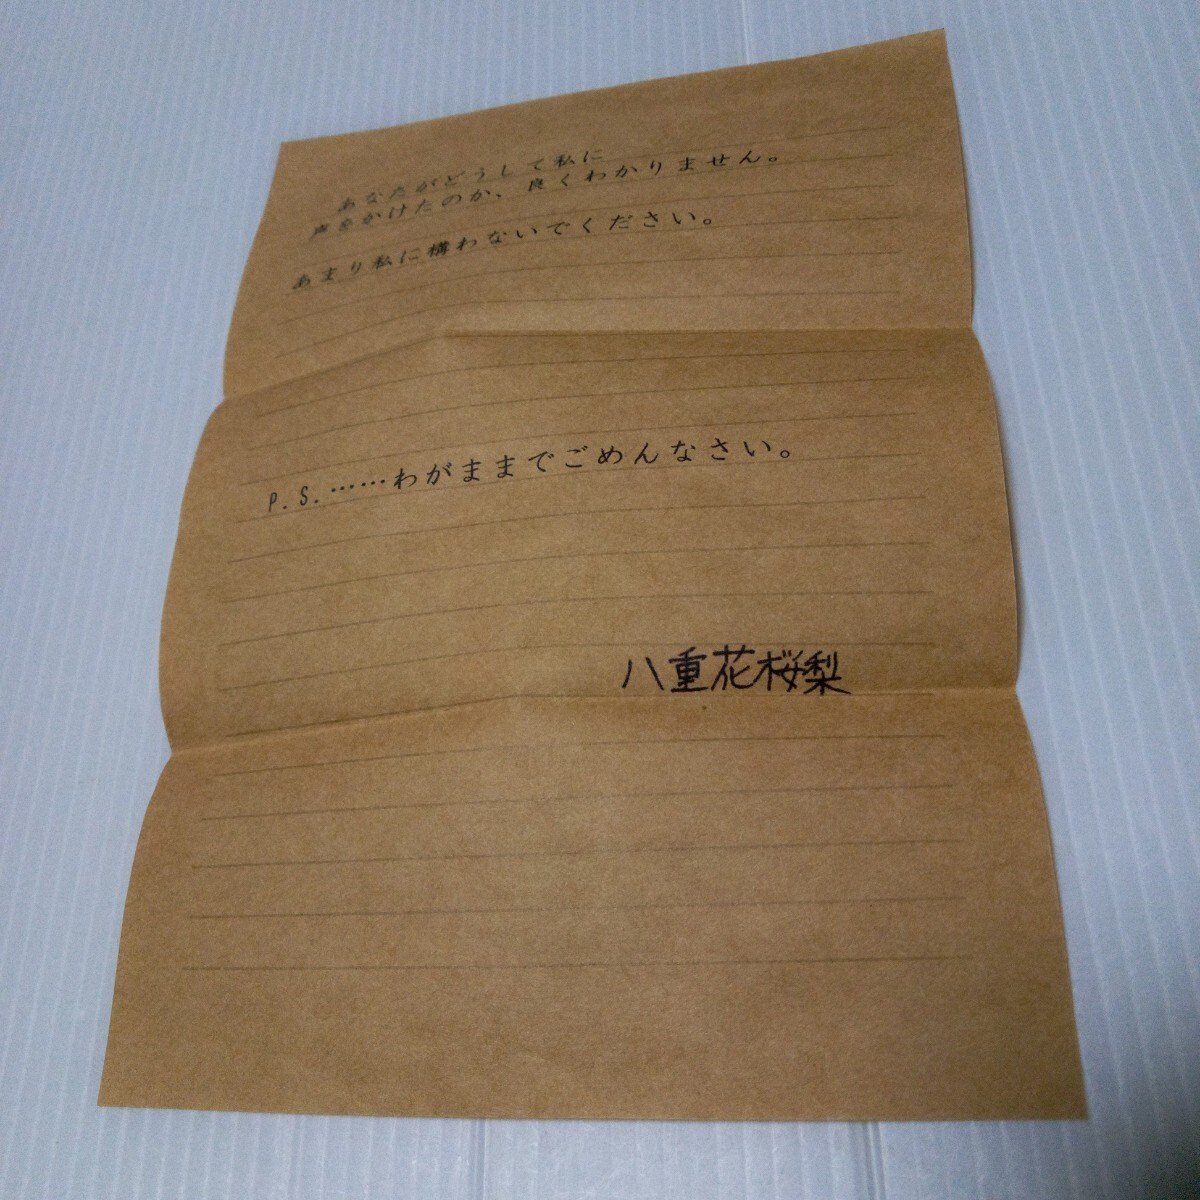 あなたがどうして私に
声をかけたのか、良くわかりません。
あまり私に構わないでください。
P.S.……わがままでごめんなさい。
八重花桜梨